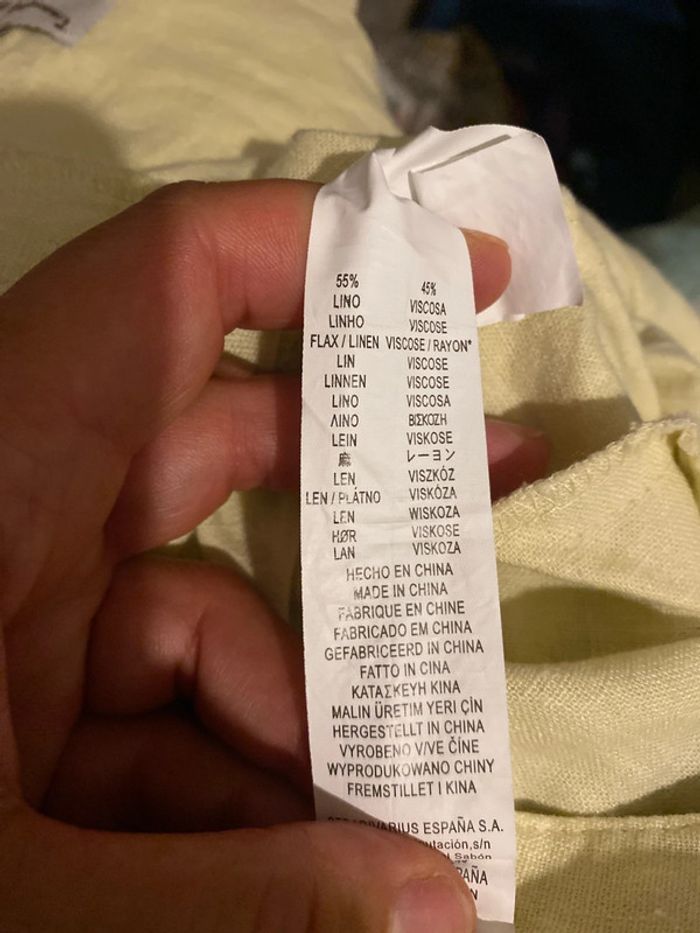 55% 45%
LINO VISCOSA
LINHO VISCOSE
FLAX / LINEN VISCOSE / RAYON*
LIN VISCOSE
LINNEN VISCOSE
LINO VISCOSA
ΛΙΝΟ ΒΙΣΚΟΖΗ
LEIN VISKOSE
麻 レーヨン
LEN VISZKÓZ
LEN / PLÁTNO VISKÓZA
LEN WISKOZA
HØR VISKOSE
LAN VISKOZA
HECHO EN CHINA
MADE IN CHINA
FABRIQUE EN CHINE
FABRICADO EM CHINA
GEFABRICEERD IN CHINA
FATTO IN CINA
ΚΑΤΑΣΚΕΥΗ ΚΙΝΑ
MALIN ÜRETIM YERI ÇİN
HERGESTELLT IN CHINA
VYROBENO V/VE ČÍNE
WYPRODUKOWANO CHINY
FREMSTILLET I KINA
ESPAÑA S.A.
s/n
Sabón